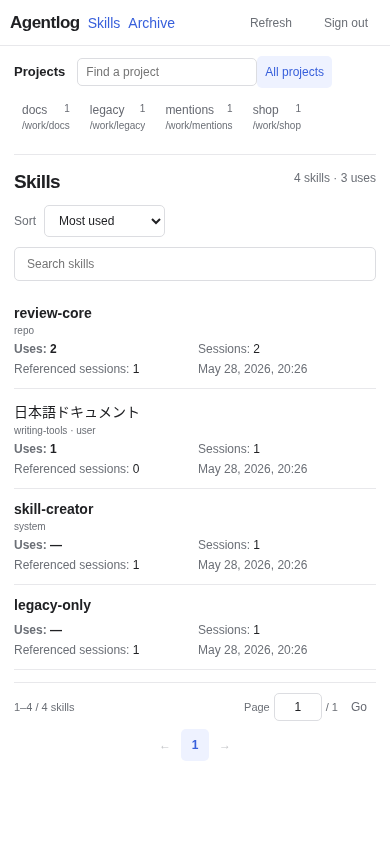 Agentlog Skills Archive Refresh Sign out
Projects Find a project All projects
docs 1 legacy 1 mentions 1 shop 1
/work/docs /work/legacy /work/mentions /work/shop
Skills 4 skills · 3 uses
Sort Most used
Search skills
review-core
repo
Uses: 2 Sessions: 2
Referenced sessions: 1 May 28, 2026, 20:26
日本語ドキュメント
writing-tools · user
Uses: 1 Sessions: 1
Referenced sessions: 0 May 28, 2026, 20:26
skill-creator
system
Uses: — Sessions: 1
Referenced sessions: 1 May 28, 2026, 20:26
legacy-only
Uses: — Sessions: 1
Referenced sessions: 1 May 28, 2026, 20:26
1–4 / 4 skills Page 1 / 1 Go
← 1 →